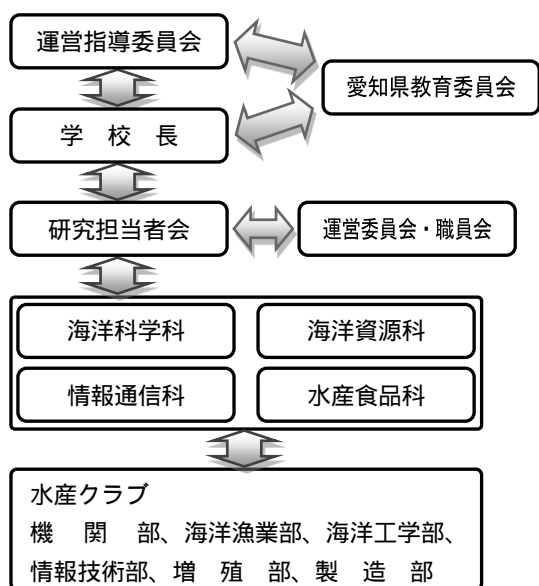 運営指導委員会
愛知県教育委員会
学 校 長
研究担当者会
運営委員会・職員会
海洋科学科
海洋資源科
情報通信科
水産食品科
水産クラブ
機 関 部、海洋漁業部、海洋工学部、
情報技術部、増 殖 部、製 造 部